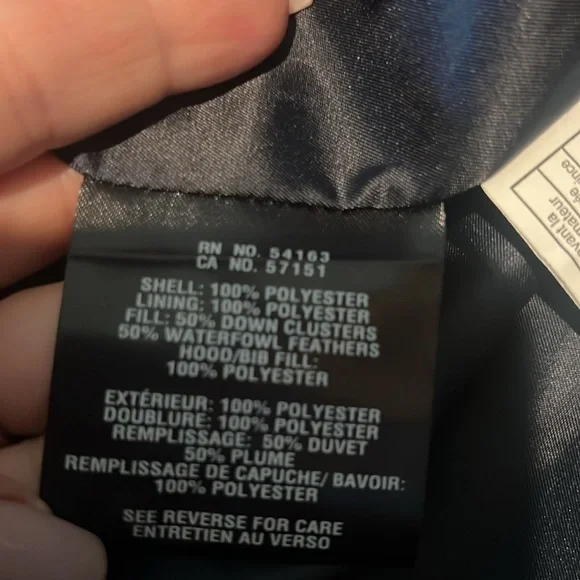 RN NO. 54163
CA NO. 57151
SHELL: 100% POLYESTER
LINING: 100% POLYESTER
FILL: 50% DOWN CLUSTERS
50% WATERFOWL FEATHERS
HOOD/BIB FILL:
100% POLYESTER
EXTÉRIEUR: 100% POLYESTER
DOUBLURE: 100% POLYESTER
REMPLISSAGE: 50% DUVET
50% PLUME
REMPLISSAGE DE CAPUCHE/ BAVOIR:
100% POLYESTER
SEE REVERSE FOR CARE
ENTRETIEN AU VERSO